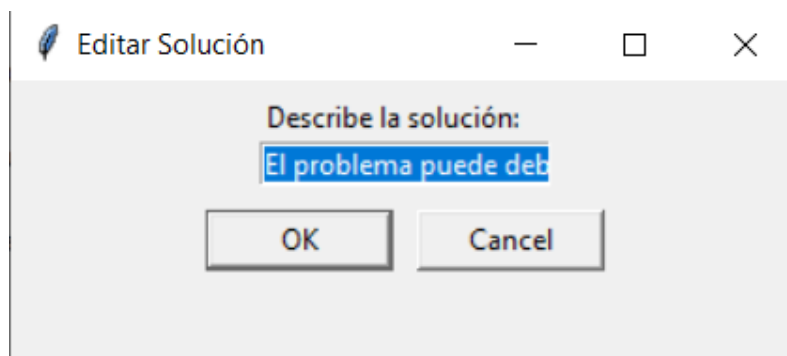 Editar Solución
Describe la solución:
El problema puede deb
OK Cancel